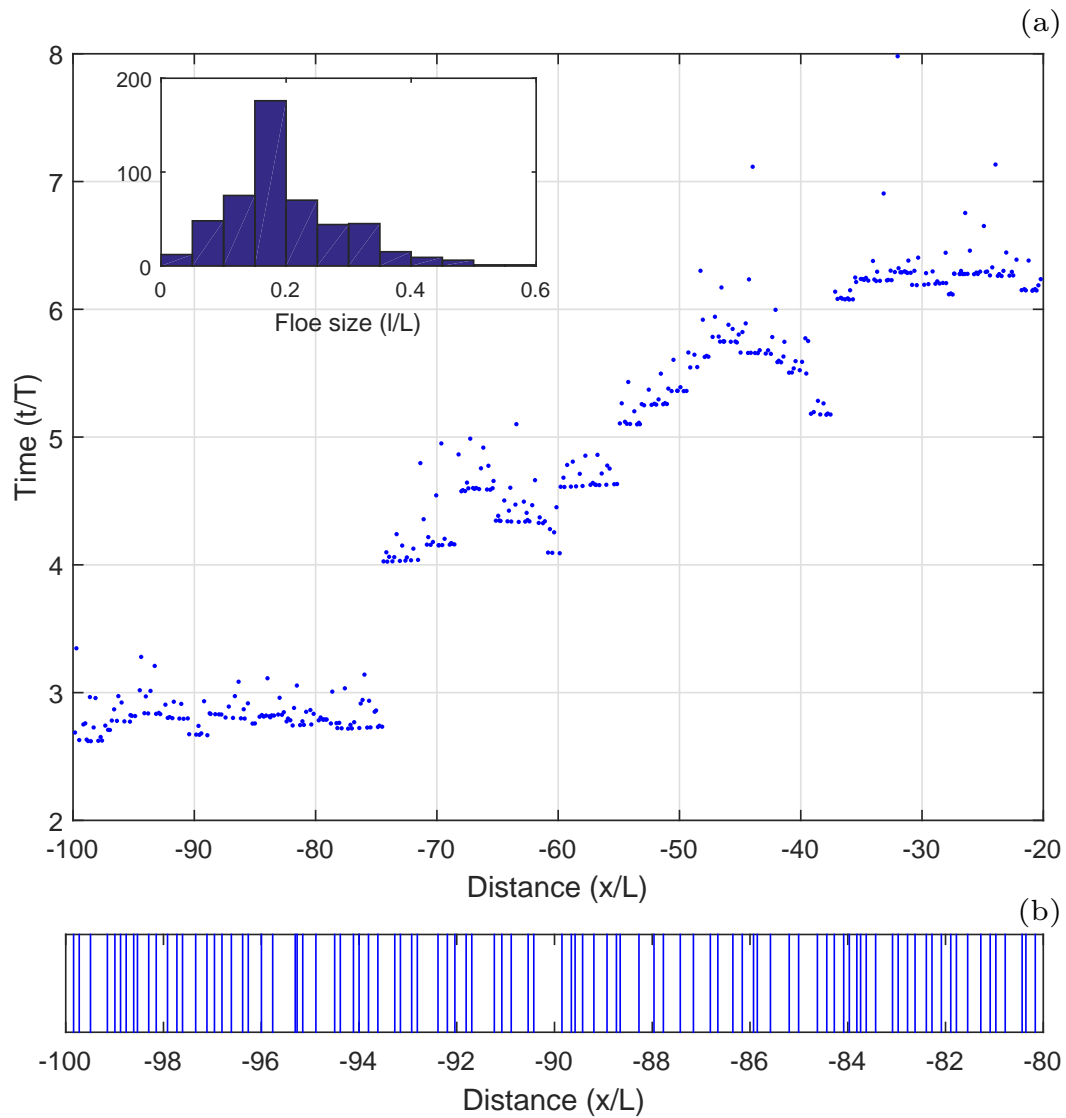 (a)
8
7
6
5
4
3
2
Time (t/T)
200
100
0
0 0.2 0.4 0.6
Floe size (l/L)
-100 -90 -80 -70 -60 -50 -40 -30 -20
Distance (x/L)
(b)
-100 -98 -96 -94 -92 -90 -88 -86 -84 -82 -80
Distance (x/L)